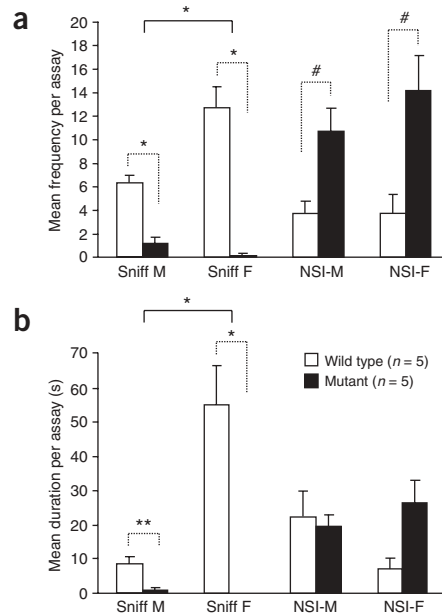 a
*
*
*
#
#
Mean frequency per assay
20
18
16
14
12
10
8
6
4
2
0
Sniff M
Sniff F
NSI-M
NSI-F
b
*
*
**
Mean duration per assay (s)
70
60
50
40
30
20
10
0
Wild type (n = 5)
Mutant (n = 5)
Sniff M
Sniff F
NSI-M
NSI-F